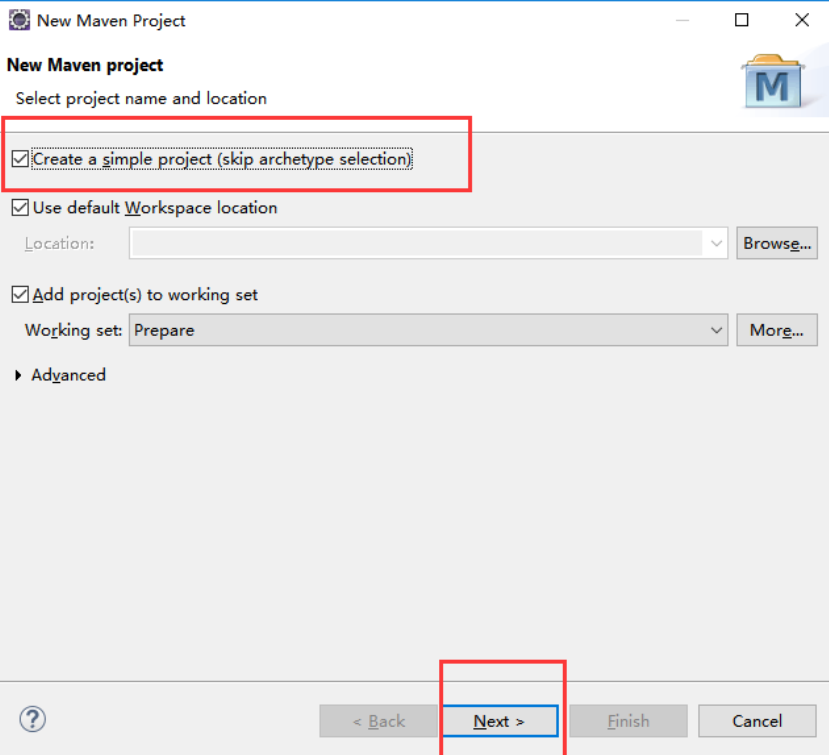 New Maven Project
New Maven project
Select project name and location
M
Create a simple project (skip archetype selection)
Use default Workspace location
Location: Browse...
Add project(s) to working set
Working set: Prepare More...
Advanced
? < Back Next > Finish Cancel